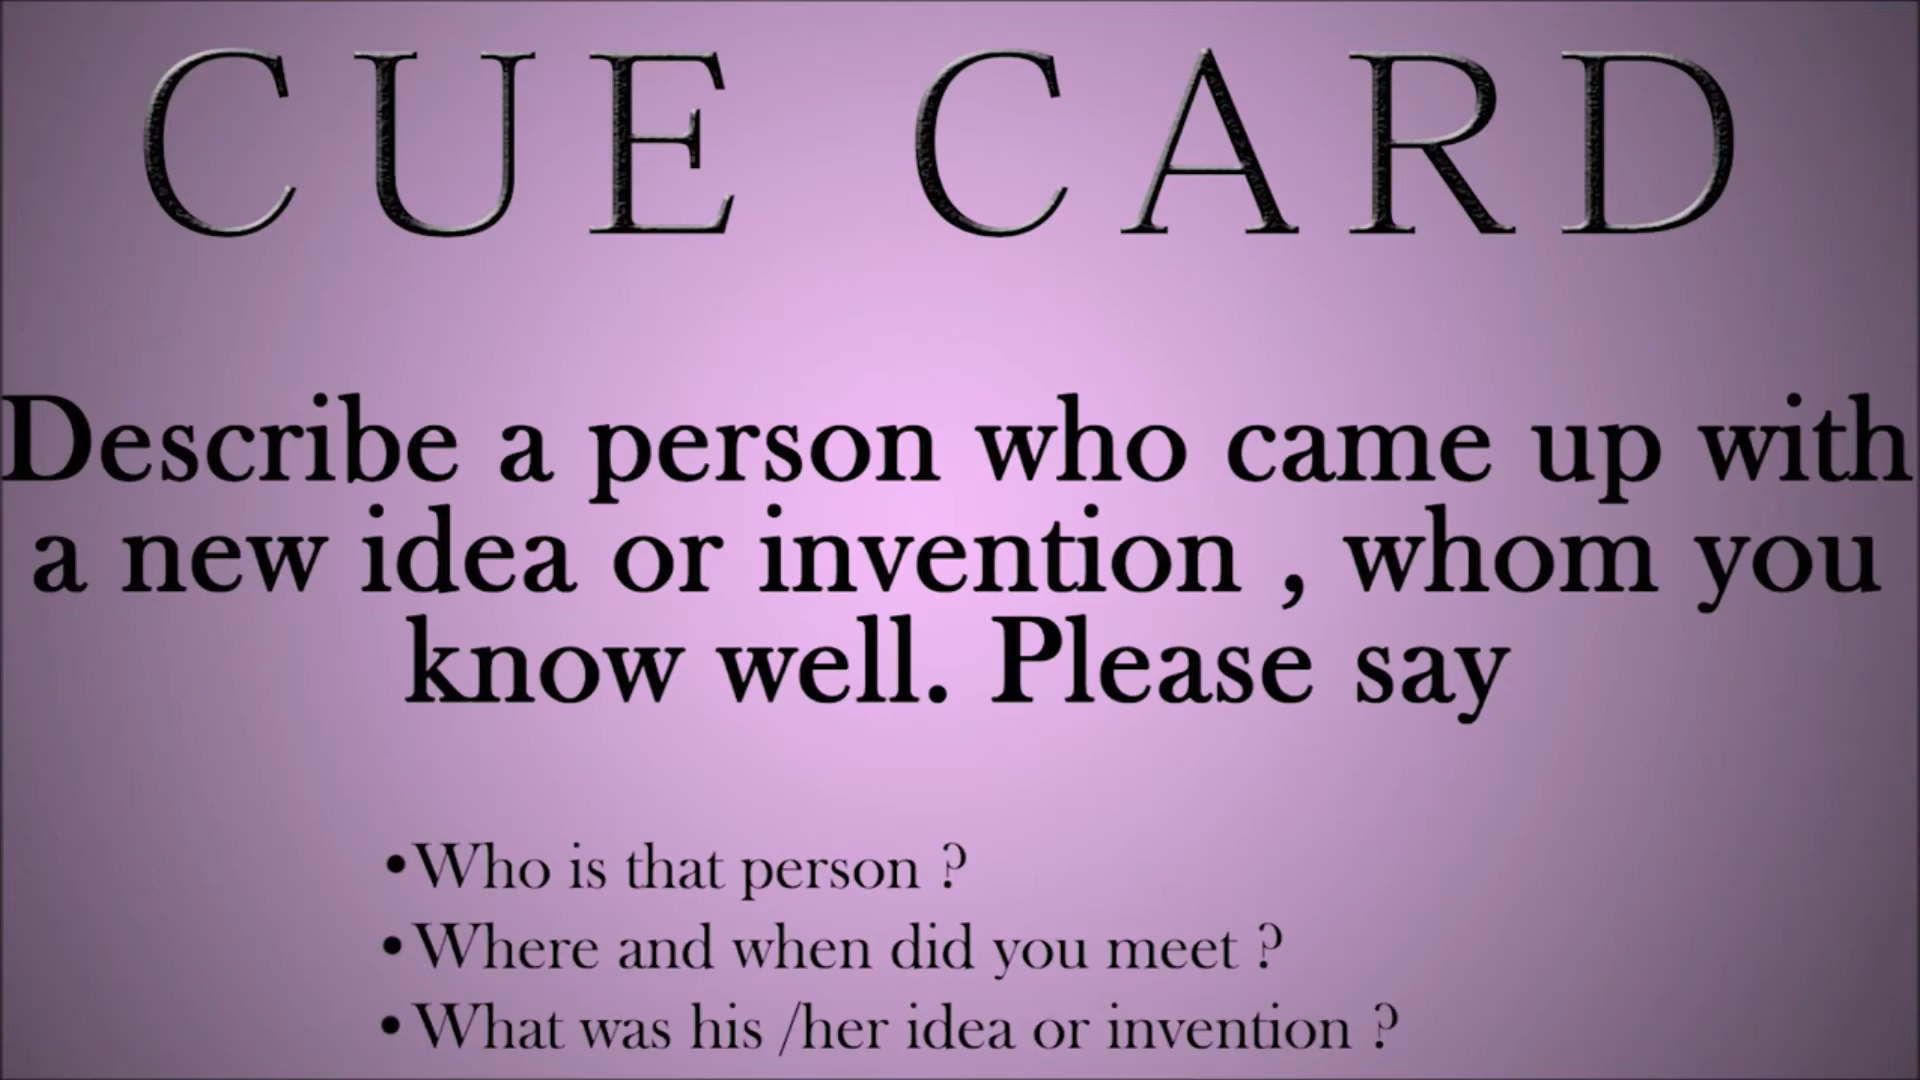 CUE CARD
Describe a person who came up with
a new idea or invention , whom you
know well. Please say
•Who is that person ?
•Where and when did you meet ?
•What was his /her idea or invention ?